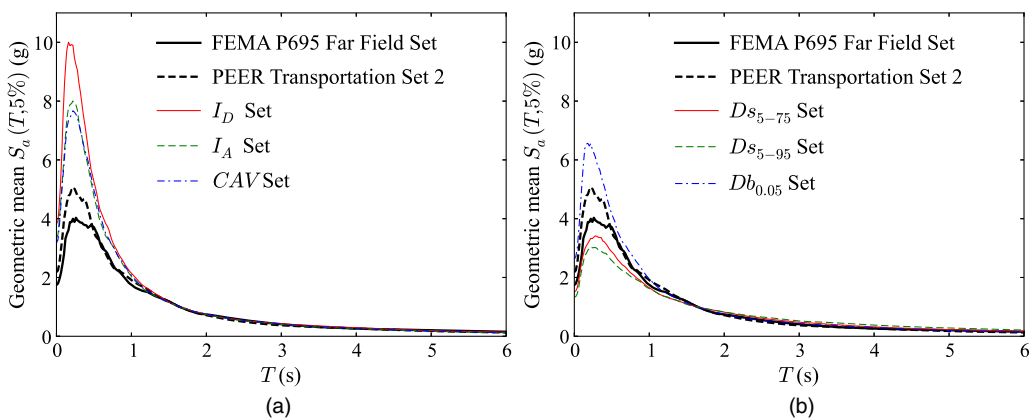 Geometric mean S_a (T,5%) (g)
10
8
6
4
2
0
FEMA P695 Far Field Set
PEER Transportation Set 2
I_D Set
I_A Set
CAV Set
0 1 2 3 4 5 6
T (s)
(a)
Geometric mean S_a (T,5%) (g)
10
8
6
4
2
0
FEMA P695 Far Field Set
PEER Transportation Set 2
Ds_5−75 Set
Ds_5−95 Set
Db_0.05 Set
0 1 2 3 4 5 6
T (s)
(b)